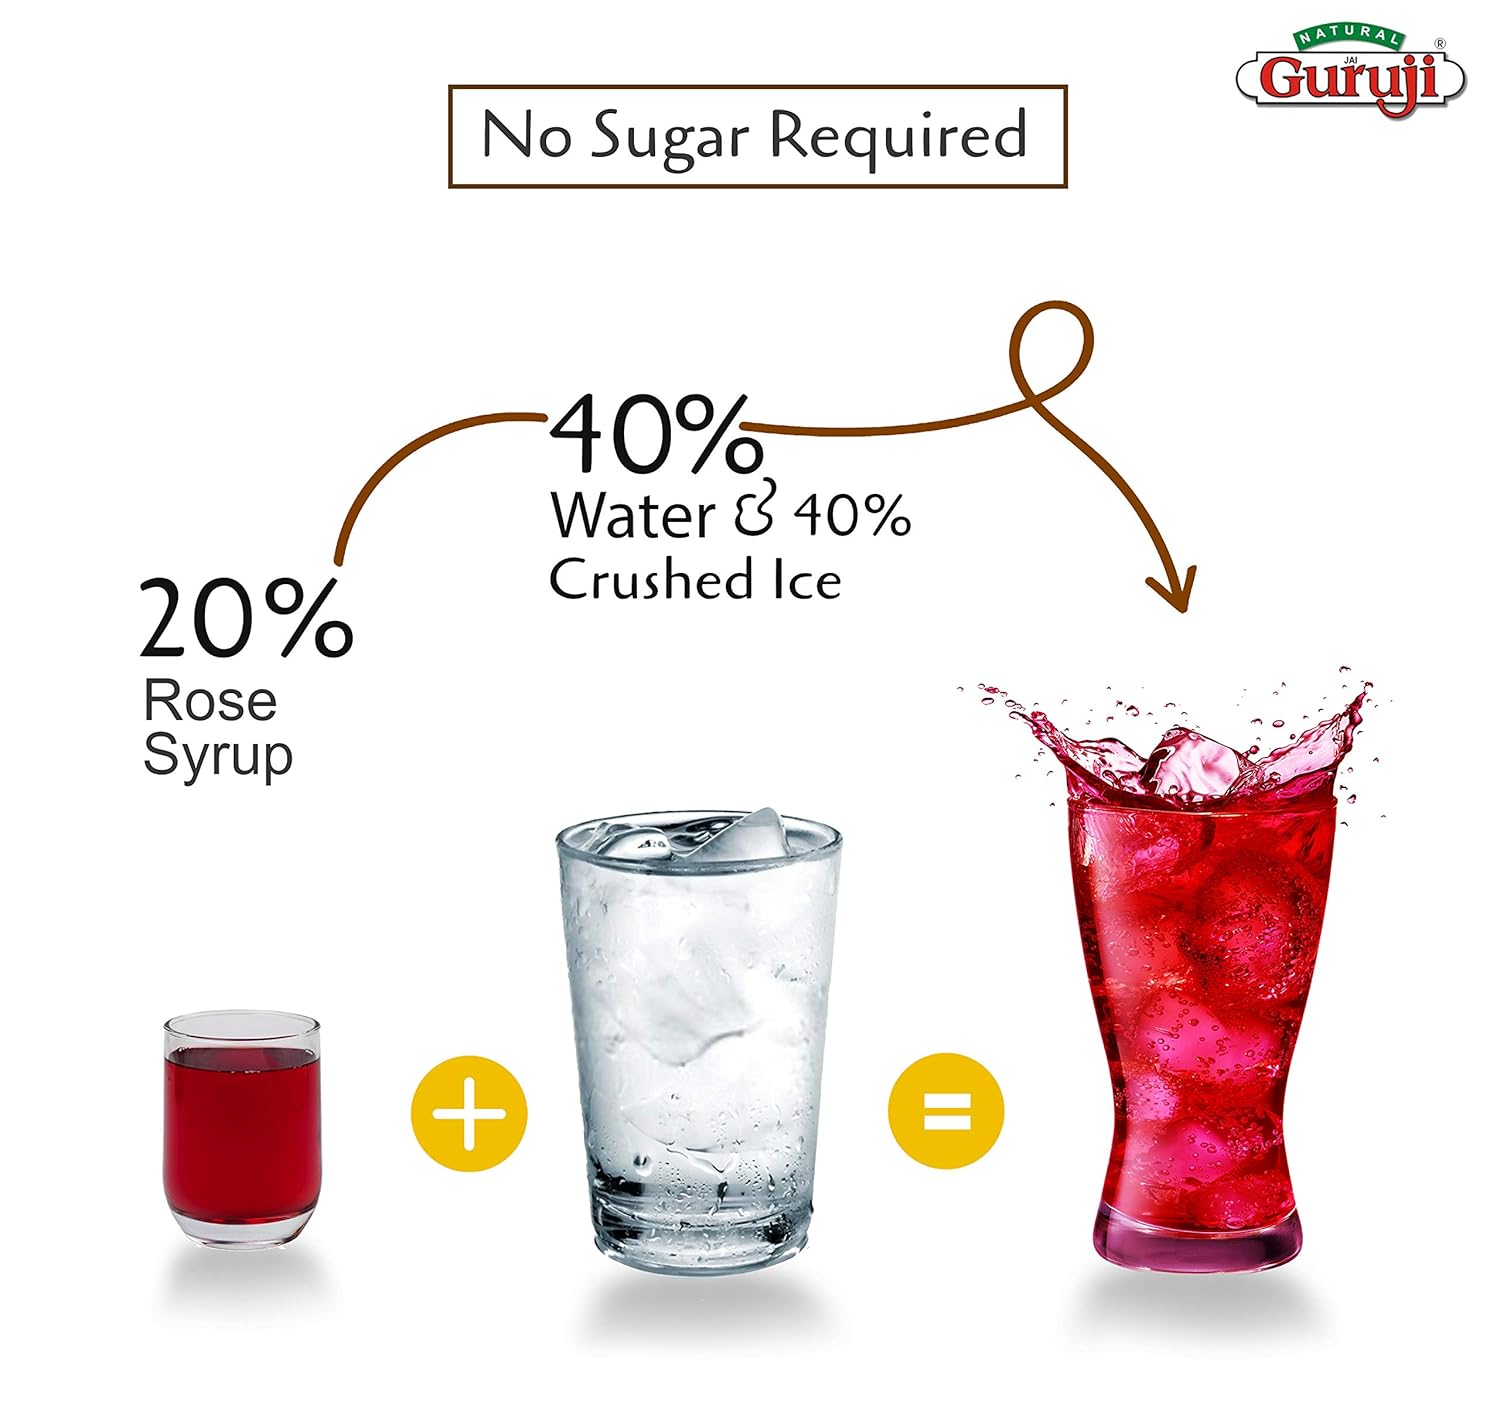 NATURAL
JAI
Guruji ®
No Sugar Required
40%
Water & 40%
Crushed Ice
20%
Rose
Syrup
+
=